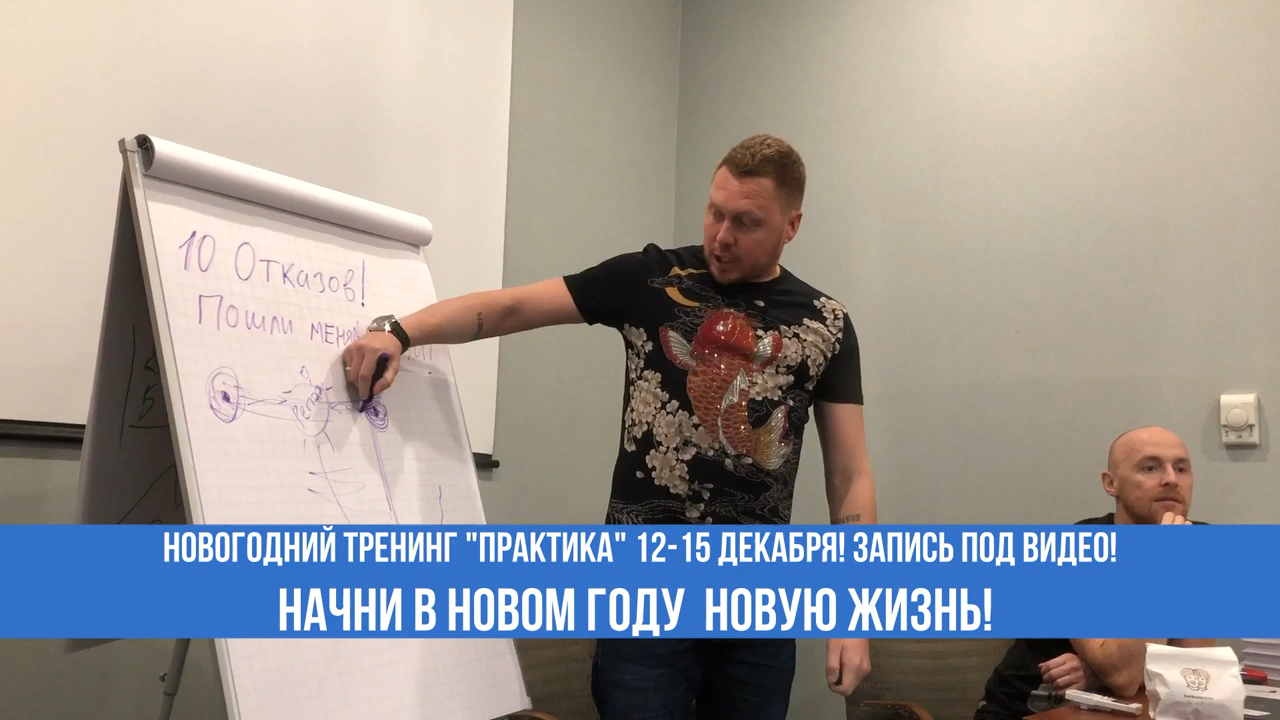 10 Отказов!
Пошли
НОВОГОДНИЙ ТРЕНИНГ "ПРАКТИКА" 12-15 ДЕКАБРЯ! ЗАПИСЬ ПОД ВИДЕО!
НАЧНИ В НОВОМ ГОДУ НОВУЮ ЖИЗНЬ!